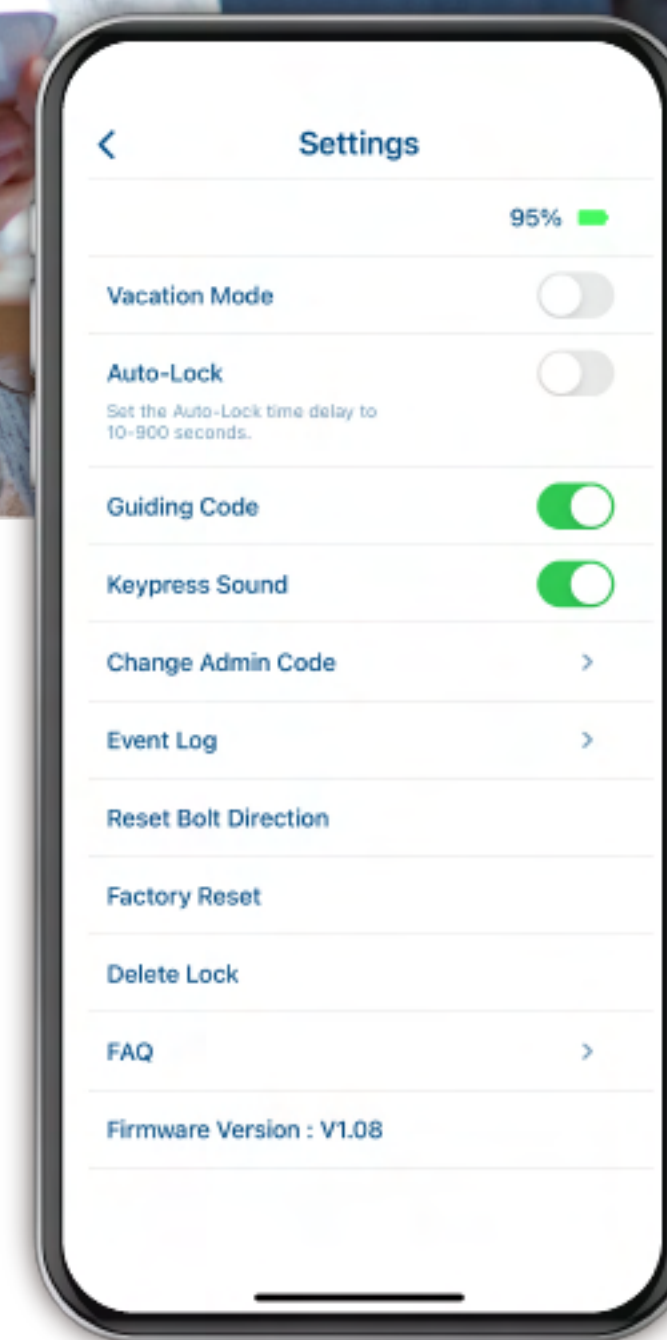 Settings
95%
Vacation Mode
Auto-Lock
Set the Auto-Lock time delay to
10-900 seconds.
Guiding Code
Keypress Sound
Change Admin Code
Event Log
Reset Bolt Direction
Factory Reset
Delete Lock
FAQ
Firmware Version : V1.08